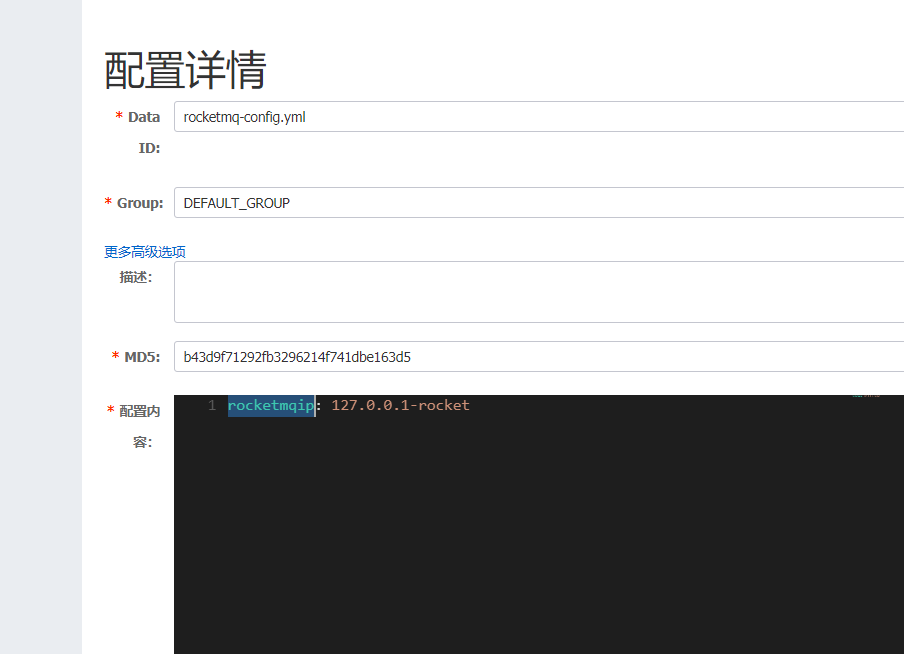 配置详情
* Data ID: rocketmq-config.yml
* Group: DEFAULT_GROUP
更多高级选项
描述:
* MD5: b43d9f71292fb3296214f741dbe163d5
* 配置内容: 1 rocketmqip: 127.0.0.1-rocket